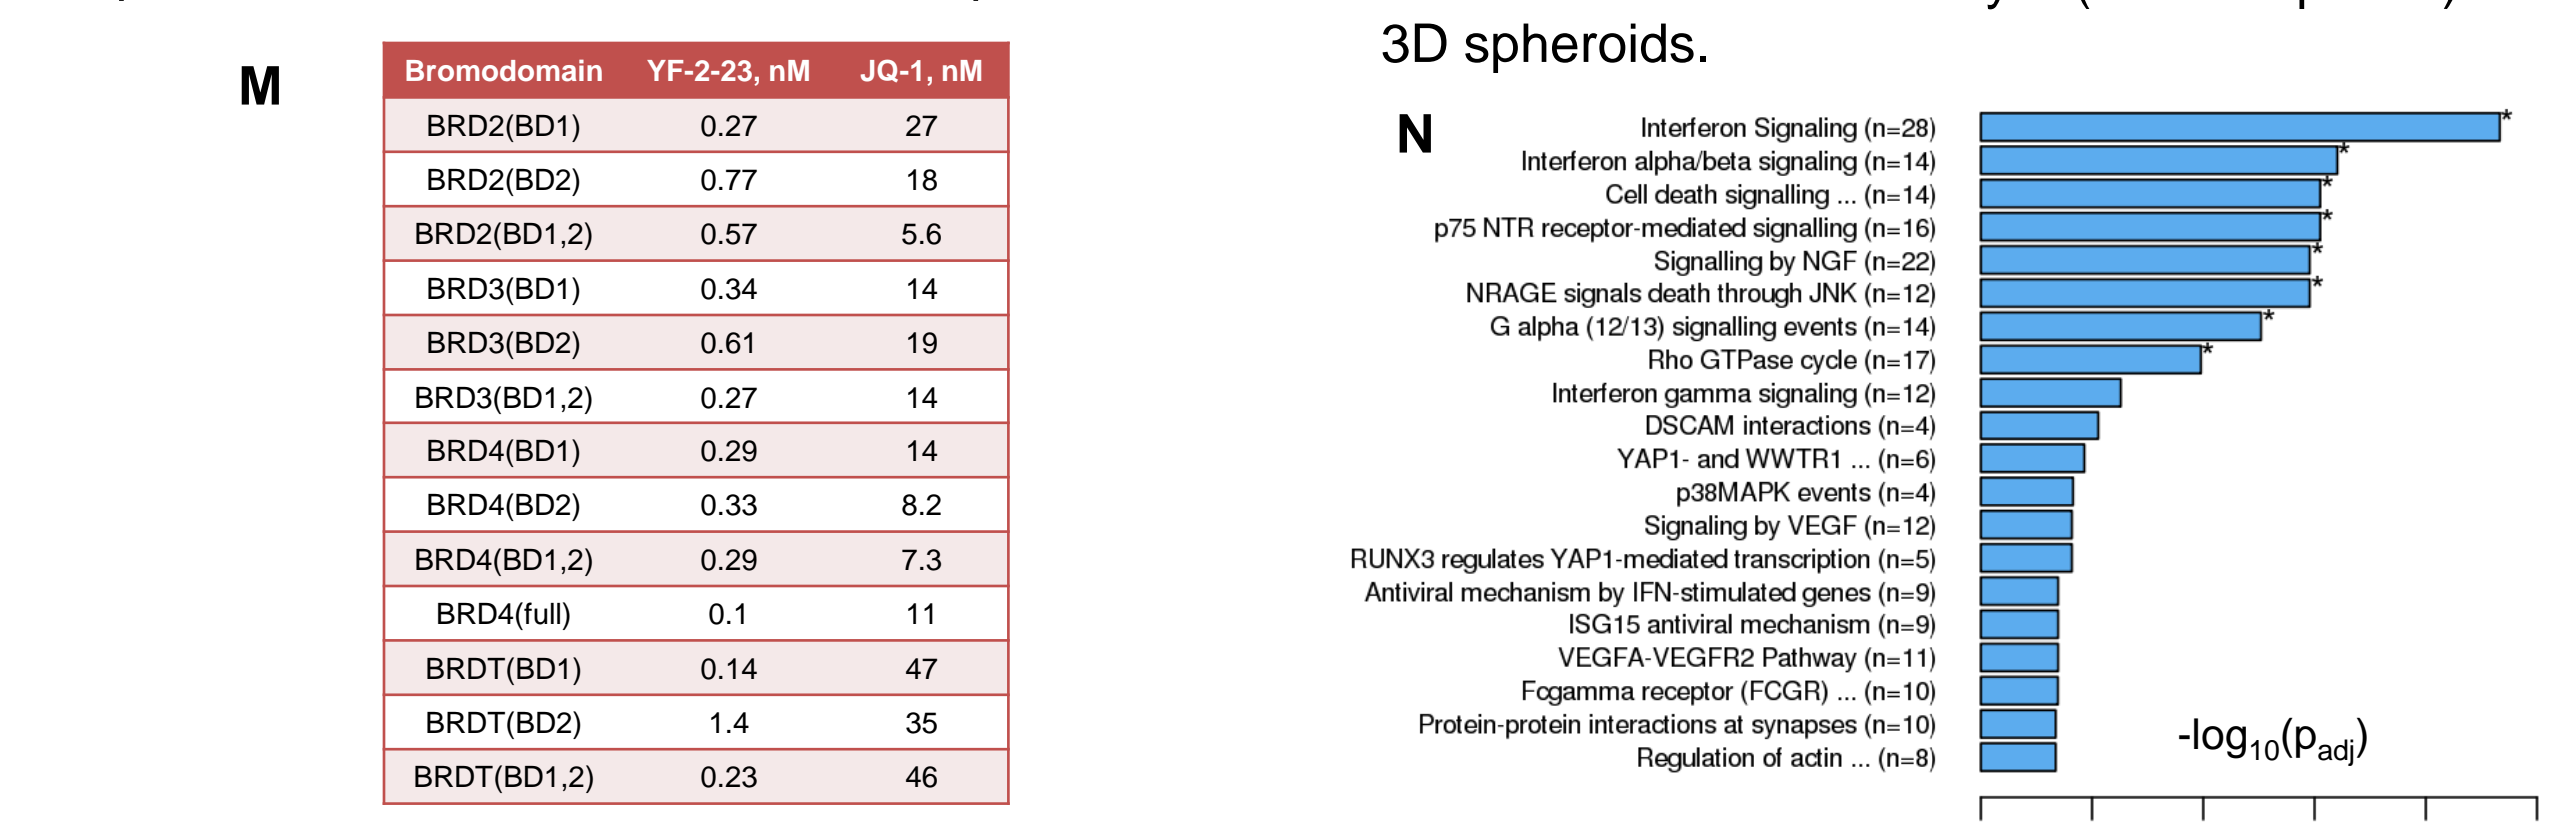 3D spheroids.
M
Bromodomain YF-2-23, nM JQ-1, nM
BRD2(BD1) 0.27 27
BRD2(BD2) 0.77 18
BRD2(BD1,2) 0.57 5.6
BRD3(BD1) 0.34 14
BRD3(BD2) 0.61 19
BRD3(BD1,2) 0.27 14
BRD4(BD1) 0.29 14
BRD4(BD2) 0.33 8.2
BRD4(BD1,2) 0.29 7.3
BRD4(full) 0.1 11
BRDT(BD1) 0.14 47
BRDT(BD2) 1.4 35
BRDT(BD1,2) 0.23 46
N
Interferon Signaling (n=28) *
Interferon alpha/beta signaling (n=14) *
Cell death signalling ... (n=14) *
p75 NTR receptor-mediated signalling (n=16) *
Signalling by NGF (n=22) *
NRAGE signals death through JNK (n=12) *
G alpha (12/13) signalling events (n=14) *
Rho GTPase cycle (n=17) *
Interferon gamma signaling (n=12)
DSCAM interactions (n=4)
YAP1- and WWTR1 ... (n=6)
p38MAPK events (n=4)
Signaling by VEGF (n=12)
RUNX3 regulates YAP1-mediated transcription (n=5)
Antiviral mechanism by IFN-stimulated genes (n=9)
ISG15 antiviral mechanism (n=9)
VEGFA-VEGFR2 Pathway (n=11)
Fcgamma receptor (FCGR) ... (n=10)
Protein-protein interactions at synapses (n=10)
Regulation of actin ... (n=8)
-log10(padj)